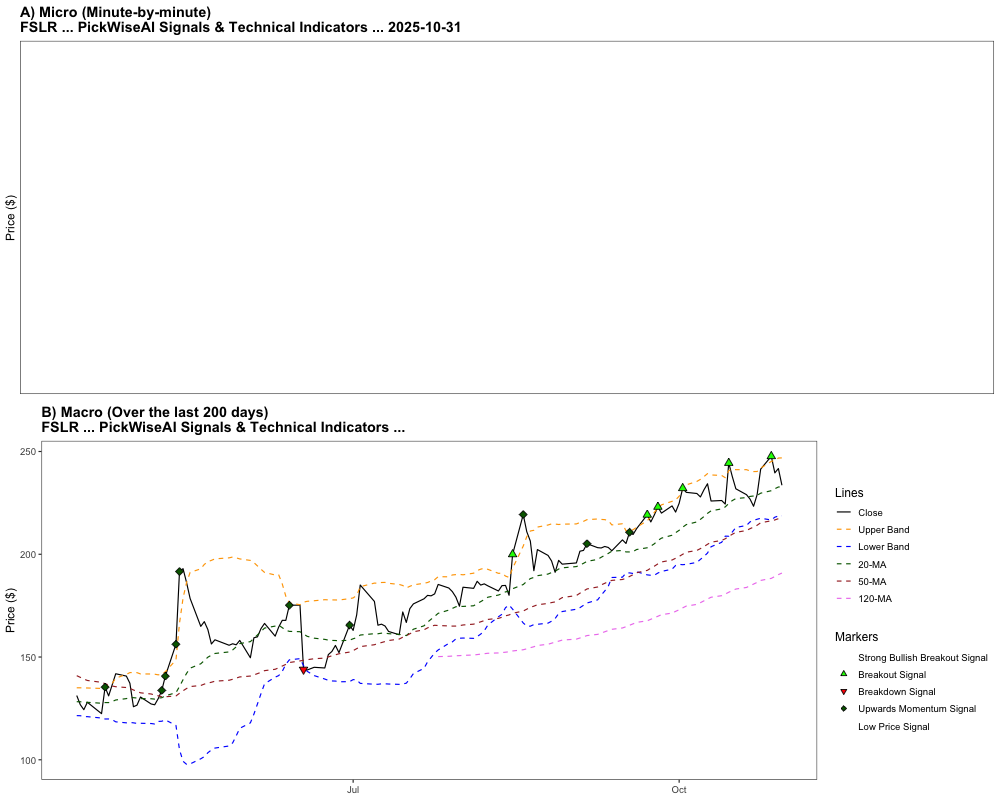 A) Micro (Minute-by-minute)
FSLR ... PickWiseAI Signals & Technical Indicators ... 2025-10-31
Price ($)
B) Macro (Over the last 200 days)
FSLR ... PickWiseAI Signals & Technical Indicators ...
Price ($)
250
200
150
100
Jul
Oct
Lines
Close
Upper Band
Lower Band
20-MA
50-MA
120-MA
Markers
Strong Bullish Breakout Signal
Breakout Signal
Breakdown Signal
Upwards Momentum Signal
Low Price Signal